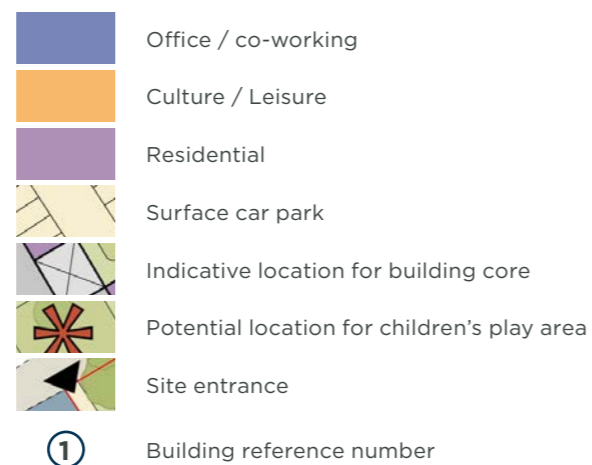 Office / co-working
Culture / Leisure
Residential
Surface car park
Indicative location for building core
Potential location for children’s play area
Site entrance
1 Building reference number